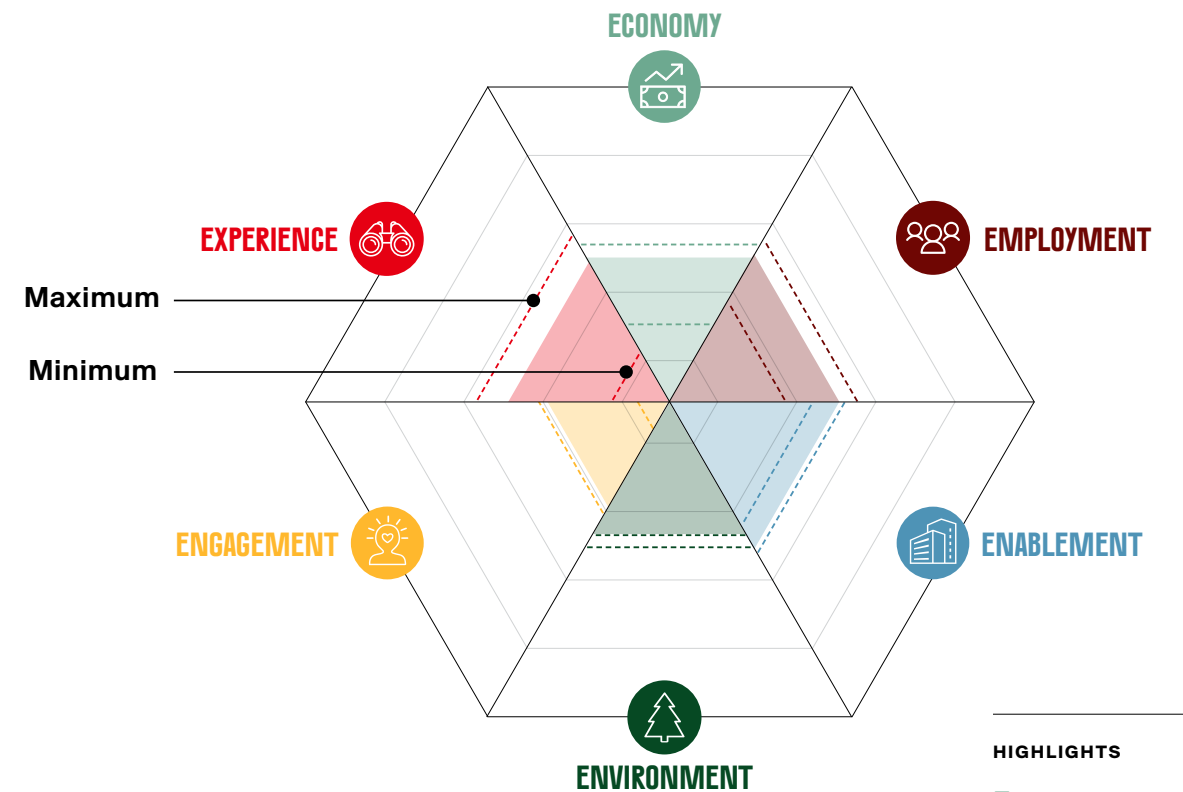 ECONOMY
EXPERIENCE
EMPLOYMENT
Maximum
Minimum
ENGAGEMENT
ENABLEMENT
HIGHLIGHTS
ENVIRONMENT